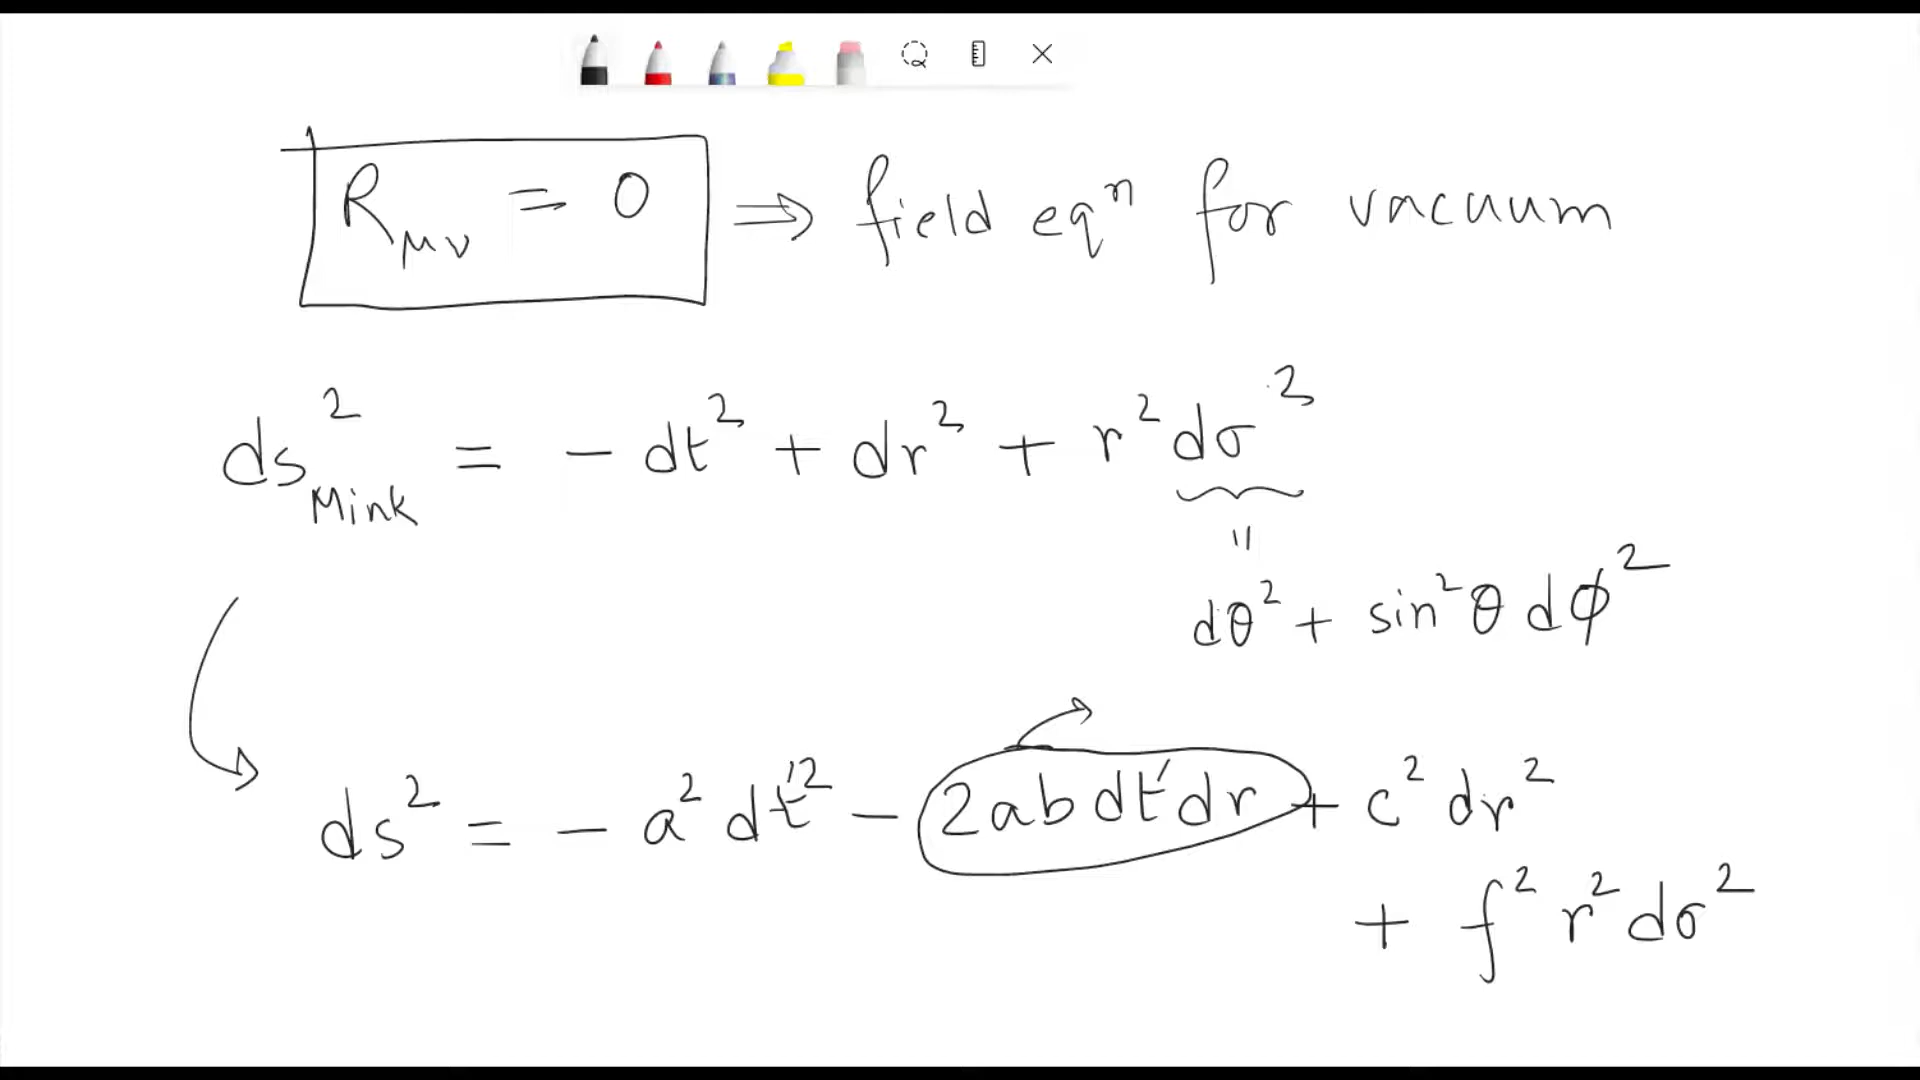 R_μν = 0 ⇒ field eqⁿ for vacuum
ds²_Mink = - dt² + dr² + r² dσ²
"
dθ² + sin²θ dϕ²
ds² = - a² dt'² - 2ab dt' dr + c² dr²
+ f² r² dσ²